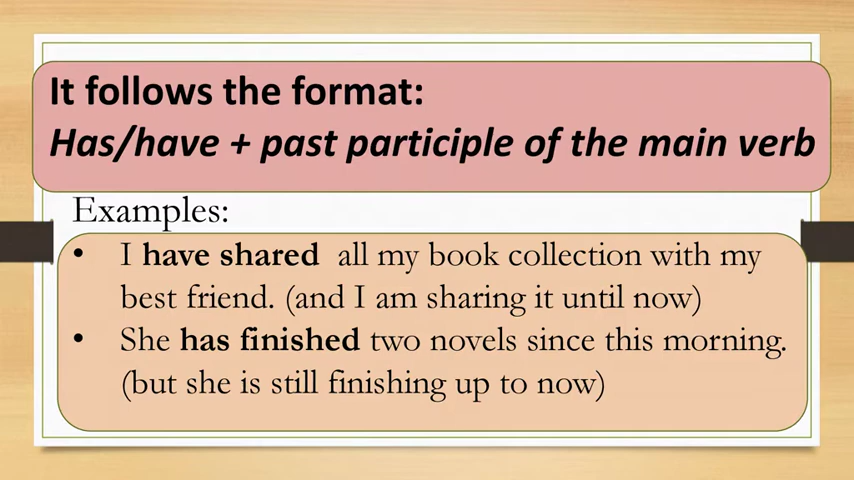 It follows the format:
Has/have + past participle of the main verb
Examples:
• I have shared all my book collection with my
best friend. (and I am sharing it until now)
• She has finished two novels since this morning.
(but she is still finishing up to now)